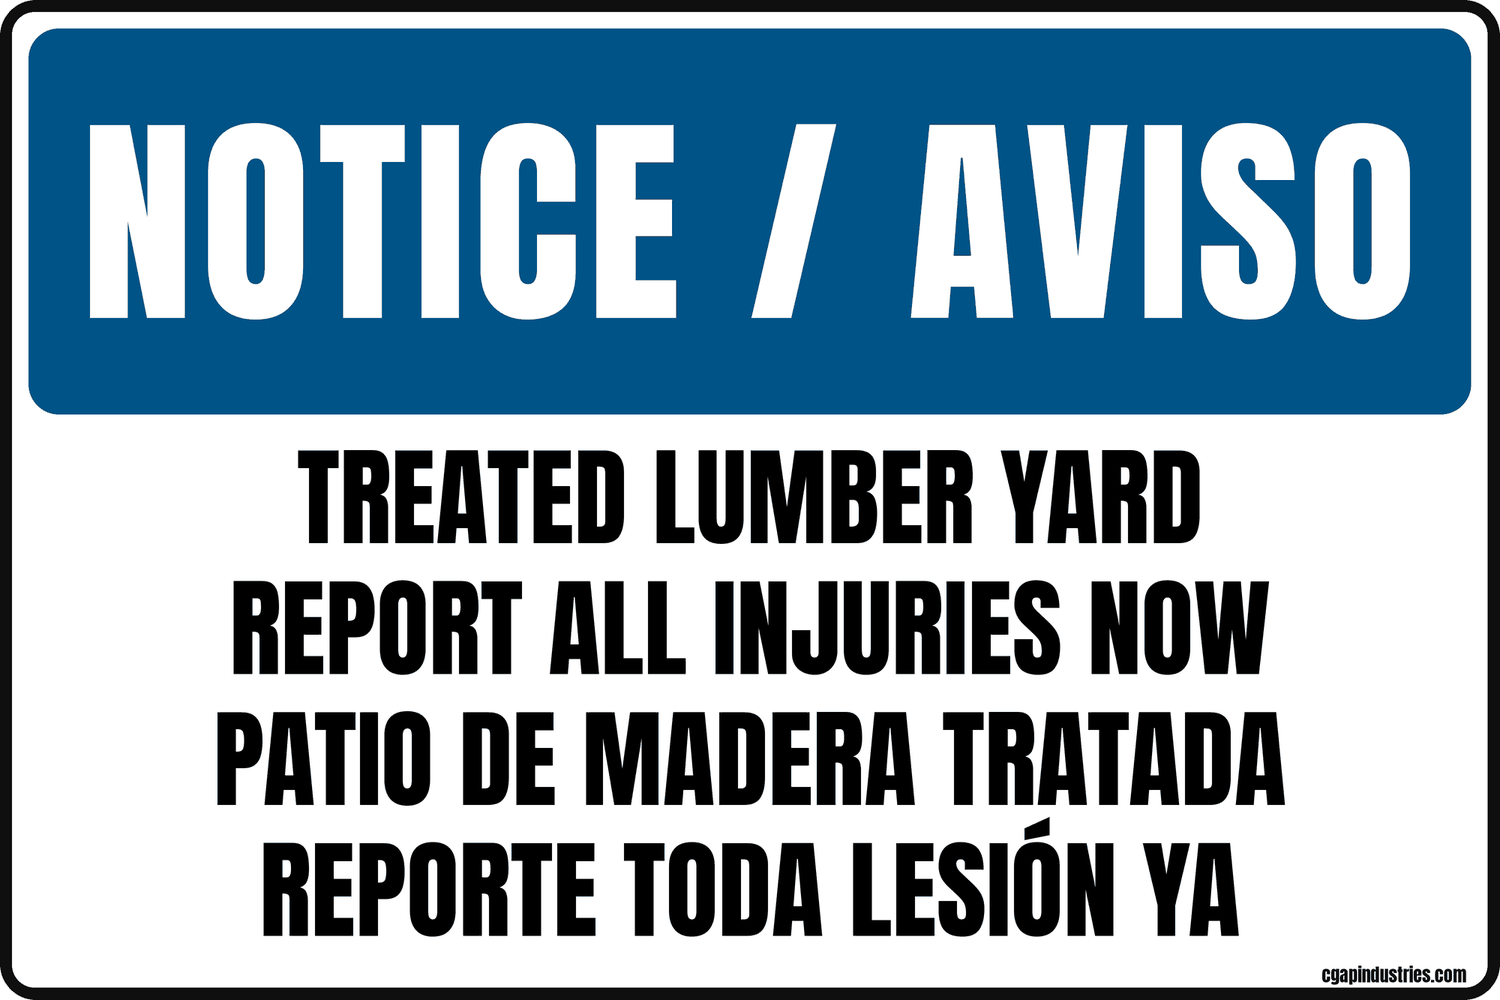 NOTICE / AVISO
TREATED LUMBER YARD
REPORT ALL INJURIES NOW
PATIO DE MADERA TRATADA
REPORTE TODA LESIÓN YA
cgapindustries.com